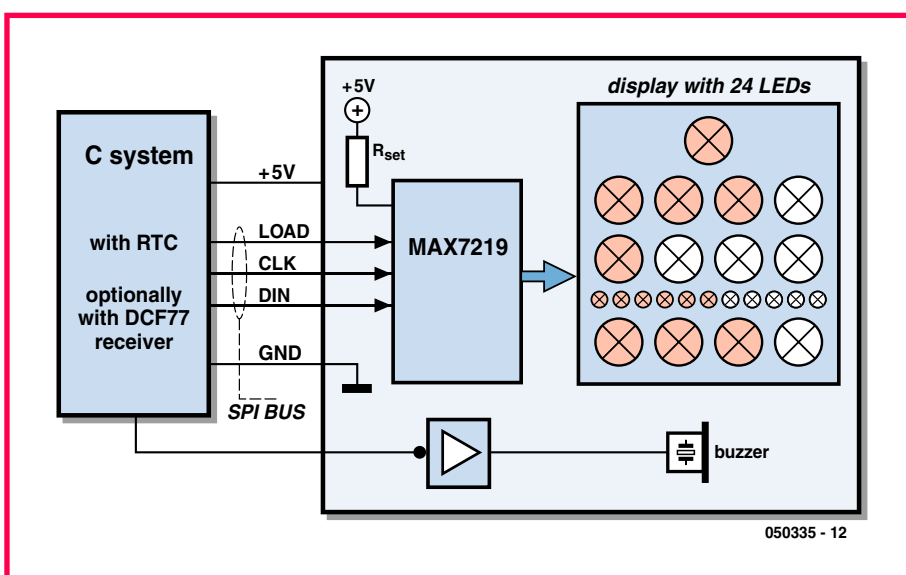 display with 24 LEDs
+5V
Rset
C system
with RTC
optionally
with DCF77
receiver
+5V
LOAD
CLK
DIN
GND
SPI BUS
MAX7219
buzzer
050335 - 12